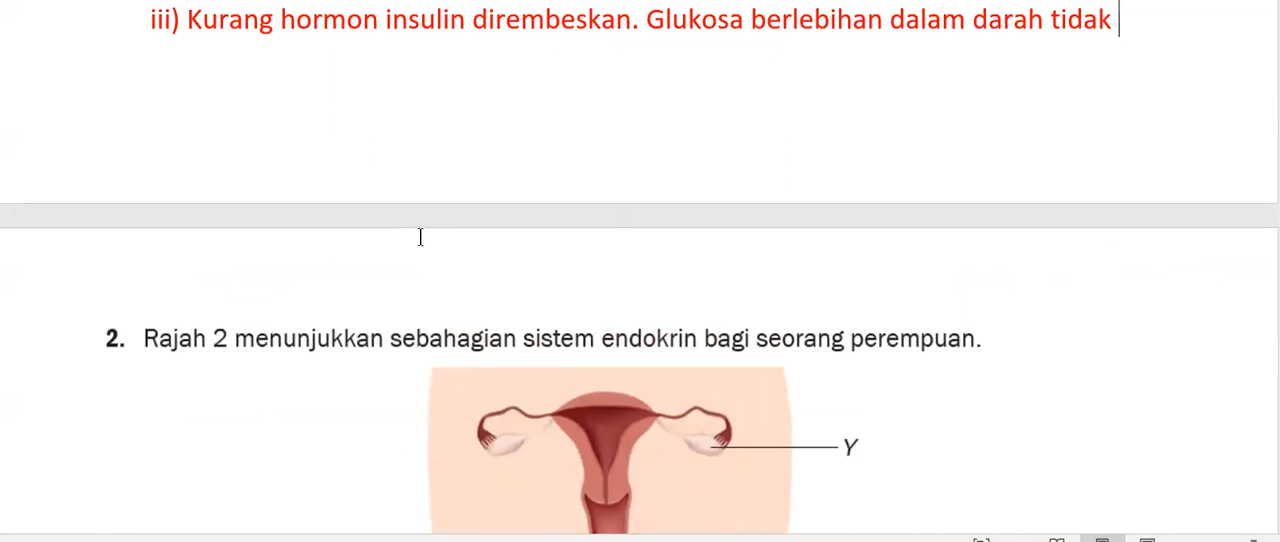 iii) Kurang hormon insulin dirembeskan. Glukosa berlebihan dalam darah tidak
2. Rajah 2 menunjukkan sebahagian sistem endokrin bagi seorang perempuan.
Y